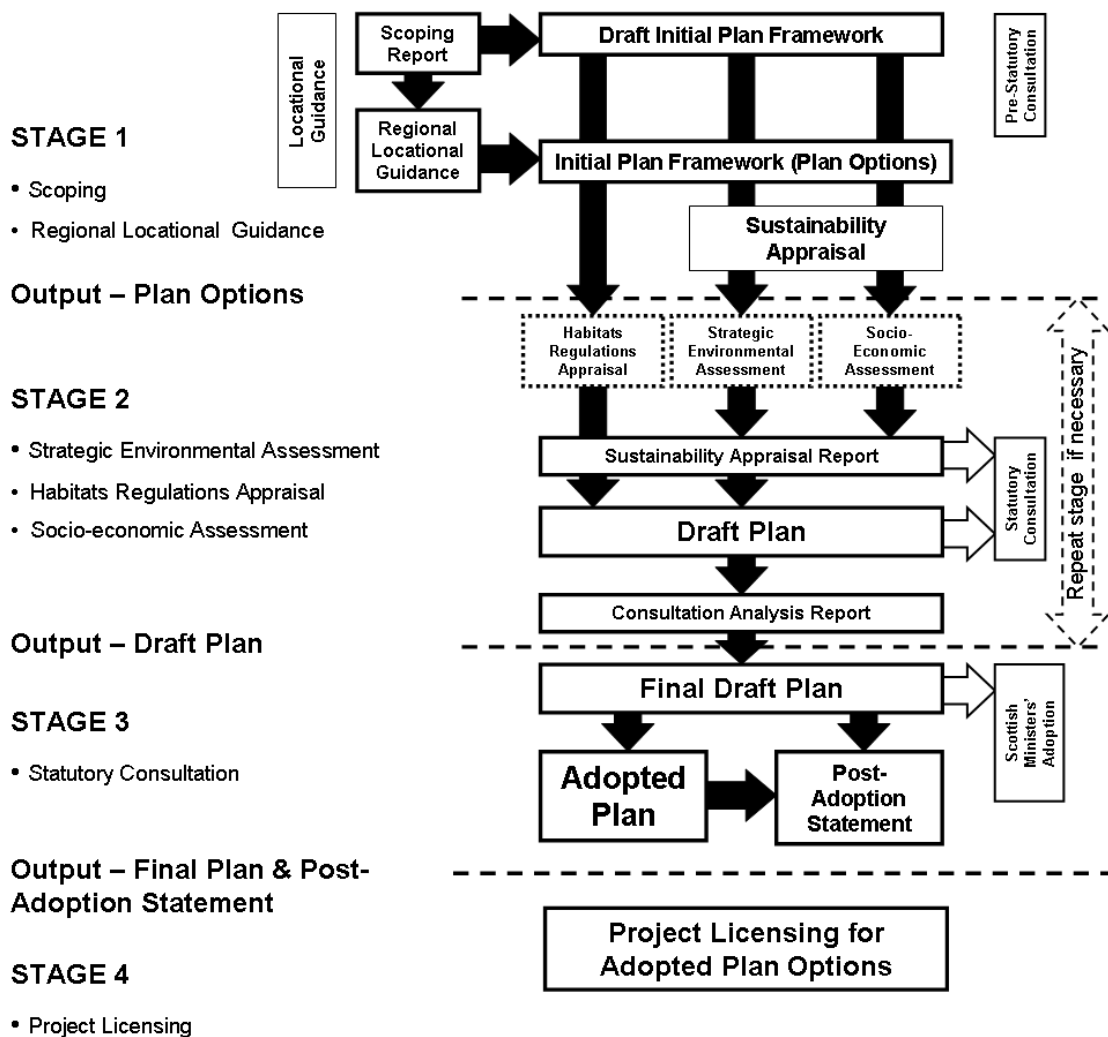 STAGE 1
• Scoping
• Regional Locational Guidance
Output – Plan Options
STAGE 2
• Strategic Environmental Assessment
• Habitats Regulations Appraisal
• Socio-economic Assessment
Output – Draft Plan
STAGE 3
• Statutory Consultation
Output – Final Plan & Post-
Adoption Statement
STAGE 4
• Project Licensing
Locational
Guidance
Scoping
Report
Draft Initial Plan Framework
Pre-Statutory
Consultation
Regional
Locational
Guidance
Initial Plan Framework (Plan Options)
Sustainability
Appraisal
Habitats
Regulations
Appraisal
Strategic
Environmental
Assessment
Socio-
Economic
Assessment
Sustainability Appraisal Report
Draft Plan
Statutory
Consultation
Repeat stage if necessary
Consultation Analysis Report
Final Draft Plan
Scottish
Ministers'
Adoption
Adopted
Plan
Post-
Adoption
Statement
Project Licensing for
Adopted Plan Options